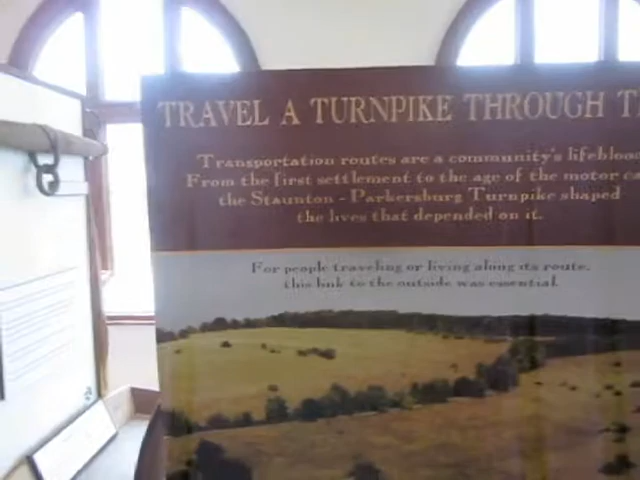 TRAVEL A TURNPIKE THROUGH
Transportation routes are a community's lifeblood
From the first settlement to the age of the motor
the Staunton - Parkersburg Turnpike shaped
the lives that depended on it.
For people traveling or living along its route,
this link to the outside was essential.